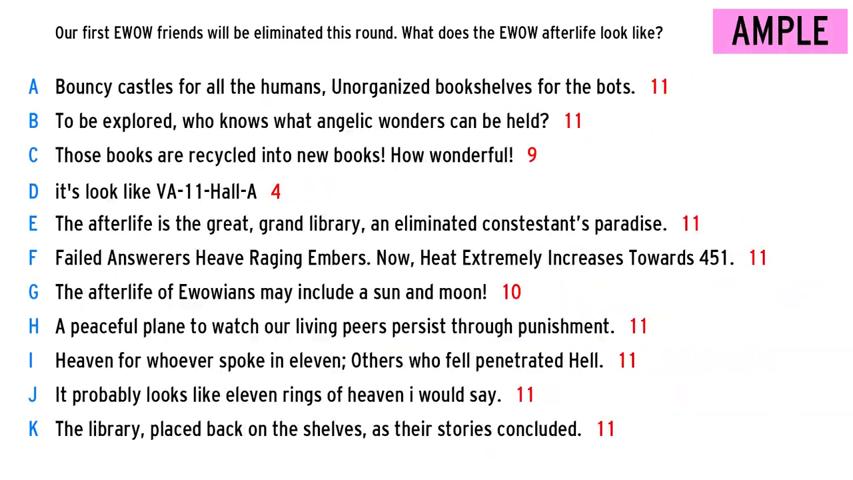 Our first EWOW friends will be eliminated this round. What does the EWOW afterlife look like?
AMPLE
A Bouncy castles for all the humans, Unorganized bookshelves for the bots. 11
B To be explored, who knows what angelic wonders can be held? 11
C Those books are recycled into new books! How wonderful! 9
D it's look like VA-11-Hall-A 4
E The afterlife is the great, grand library, an eliminated constestant's paradise. 11
F Failed Answerers Heave Raging Embers. Now, Heat Extremely Increases Towards 451. 11
G The afterlife of Ewowians may include a sun and moon! 10
H A peaceful plane to watch our living peers persist through punishment. 11
I Heaven for whoever spoke in eleven; Others who fell penetrated Hell. 11
J It probably looks like eleven rings of heaven i would say. 11
K The library, placed back on the shelves, as their stories concluded. 11